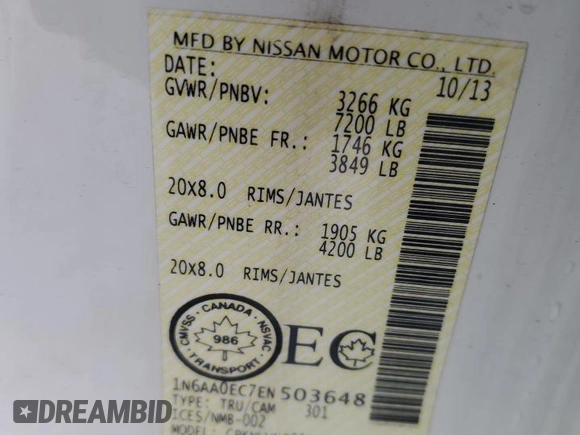 MFD BY NISSAN MOTOR CO., LTD.
DATE: 10/13
GVWR/PNBV: 3266 KG
7200 LB
GAWR/PNBE FR.: 1746 KG
3849 LB
20x8.0 RIMS/JANTES
GAWR/PNBE RR.: 1905 KG
4200 LB
20x8.0 RIMS/JANTES
CANADA
CMVSS · NSVAC
986
TRANSPORT
EC
1N6AA0EC7EN503648
TYPE: TRU/CAM 301
ICES/NMB-002
MODEL:
DREAMBID